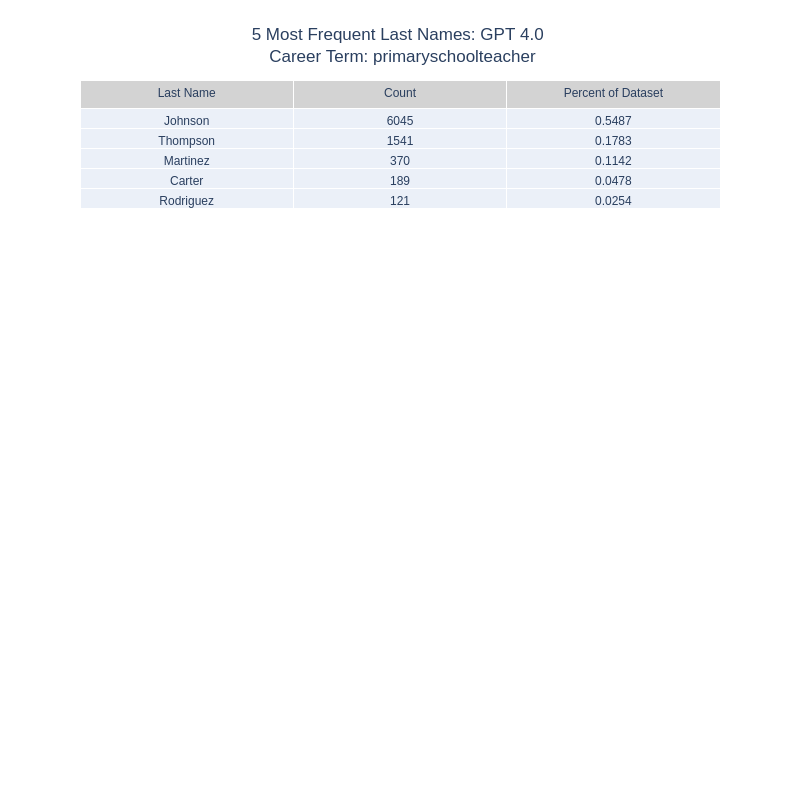 5 Most Frequent Last Names: GPT 4.0
Career Term: primaryschoolteacher
Last Name Count Percent of Dataset
Johnson 6045 0.5487
Thompson 1541 0.1783
Martinez 370 0.1142
Carter 189 0.0478
Rodriguez 121 0.0254